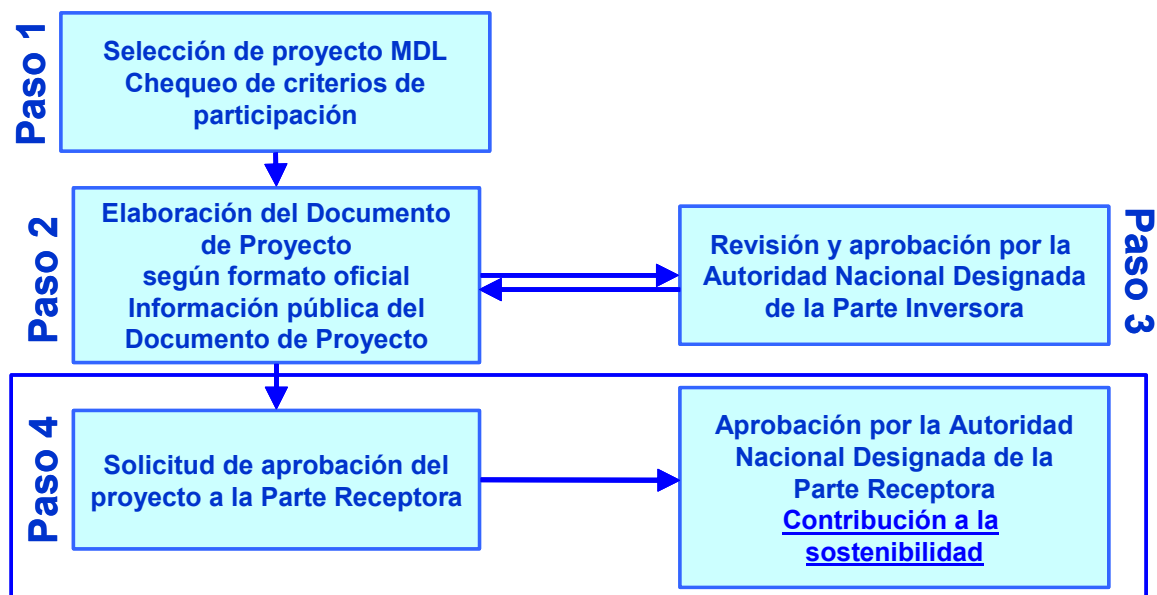 Paso 1
Selección de proyecto MDL
Chequeo de criterios de
participación
Paso 2
Elaboración del Documento
de Proyecto
según formato oficial
Información pública del
Documento de Proyecto
Revisión y aprobación por la
Autoridad Nacional Designada
de la Parte Inversora
Paso 3
Paso 4
Solicitud de aprobación del
proyecto a la Parte Receptora
Aprobación por la Autoridad
Nacional Designada de la
Parte Receptora
Contribución a la
sostenibilidad